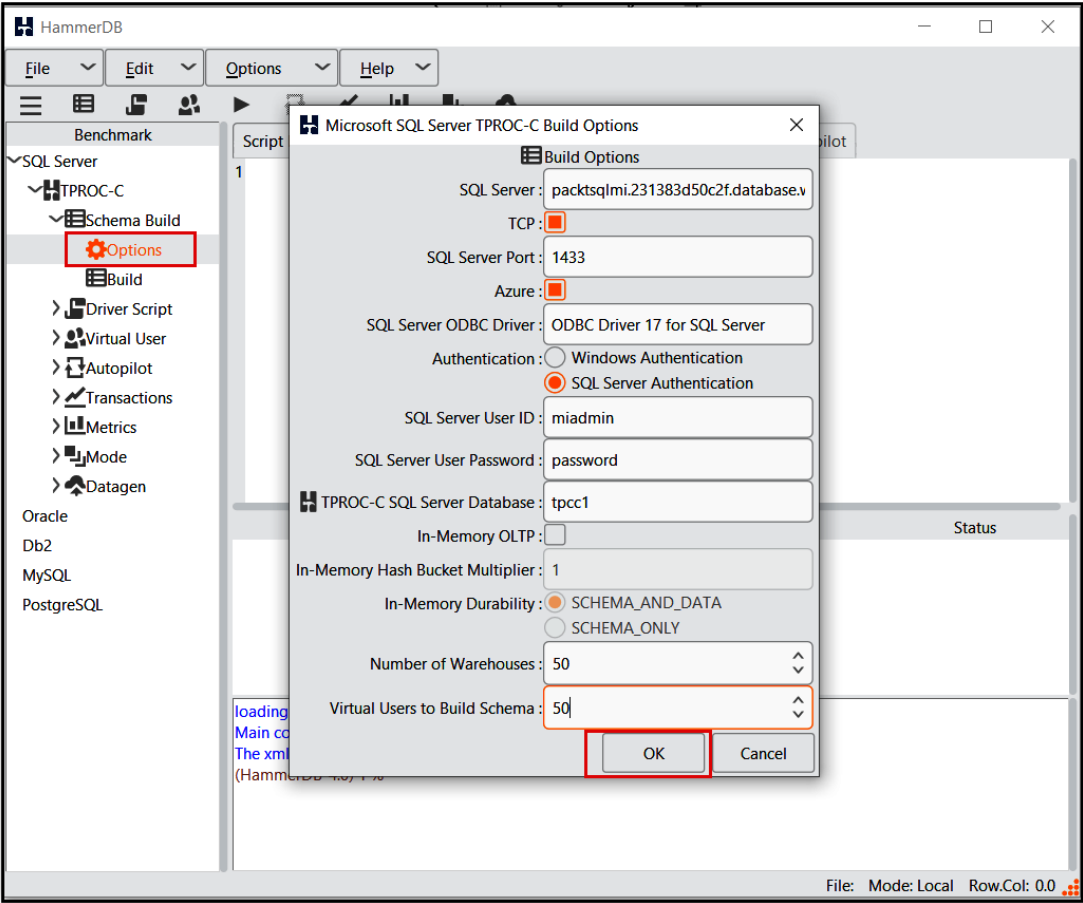 HammerDB
File Edit Options Help
Benchmark
SQL Server
TPROC-C
Schema Build
Options
Build
Driver Script
Virtual User
Autopilot
Transactions
Metrics
Mode
Datagen
Oracle
Db2
MySQL
PostgreSQL
Script
1
Microsoft SQL Server TPROC-C Build Options
Build Options
SQL Server : packtsqlmi.231383d50c2f.database.w
TCP :
SQL Server Port : 1433
Azure :
SQL Server ODBC Driver : ODBC Driver 17 for SQL Server
Authentication : Windows Authentication
SQL Server Authentication
SQL Server User ID : miadmin
SQL Server User Password : password
TPROC-C SQL Server Database : tpcc1
In-Memory OLTP :
In-Memory Hash Bucket Multiplier : 1
In-Memory Durability : SCHEMA_AND_DATA
SCHEMA_ONLY
Number of Warehouses : 50
Virtual Users to Build Schema : 50
OK Cancel
pilot
Status
loading
Main co
The xml
File: Mode: Local Row.Col: 0.0